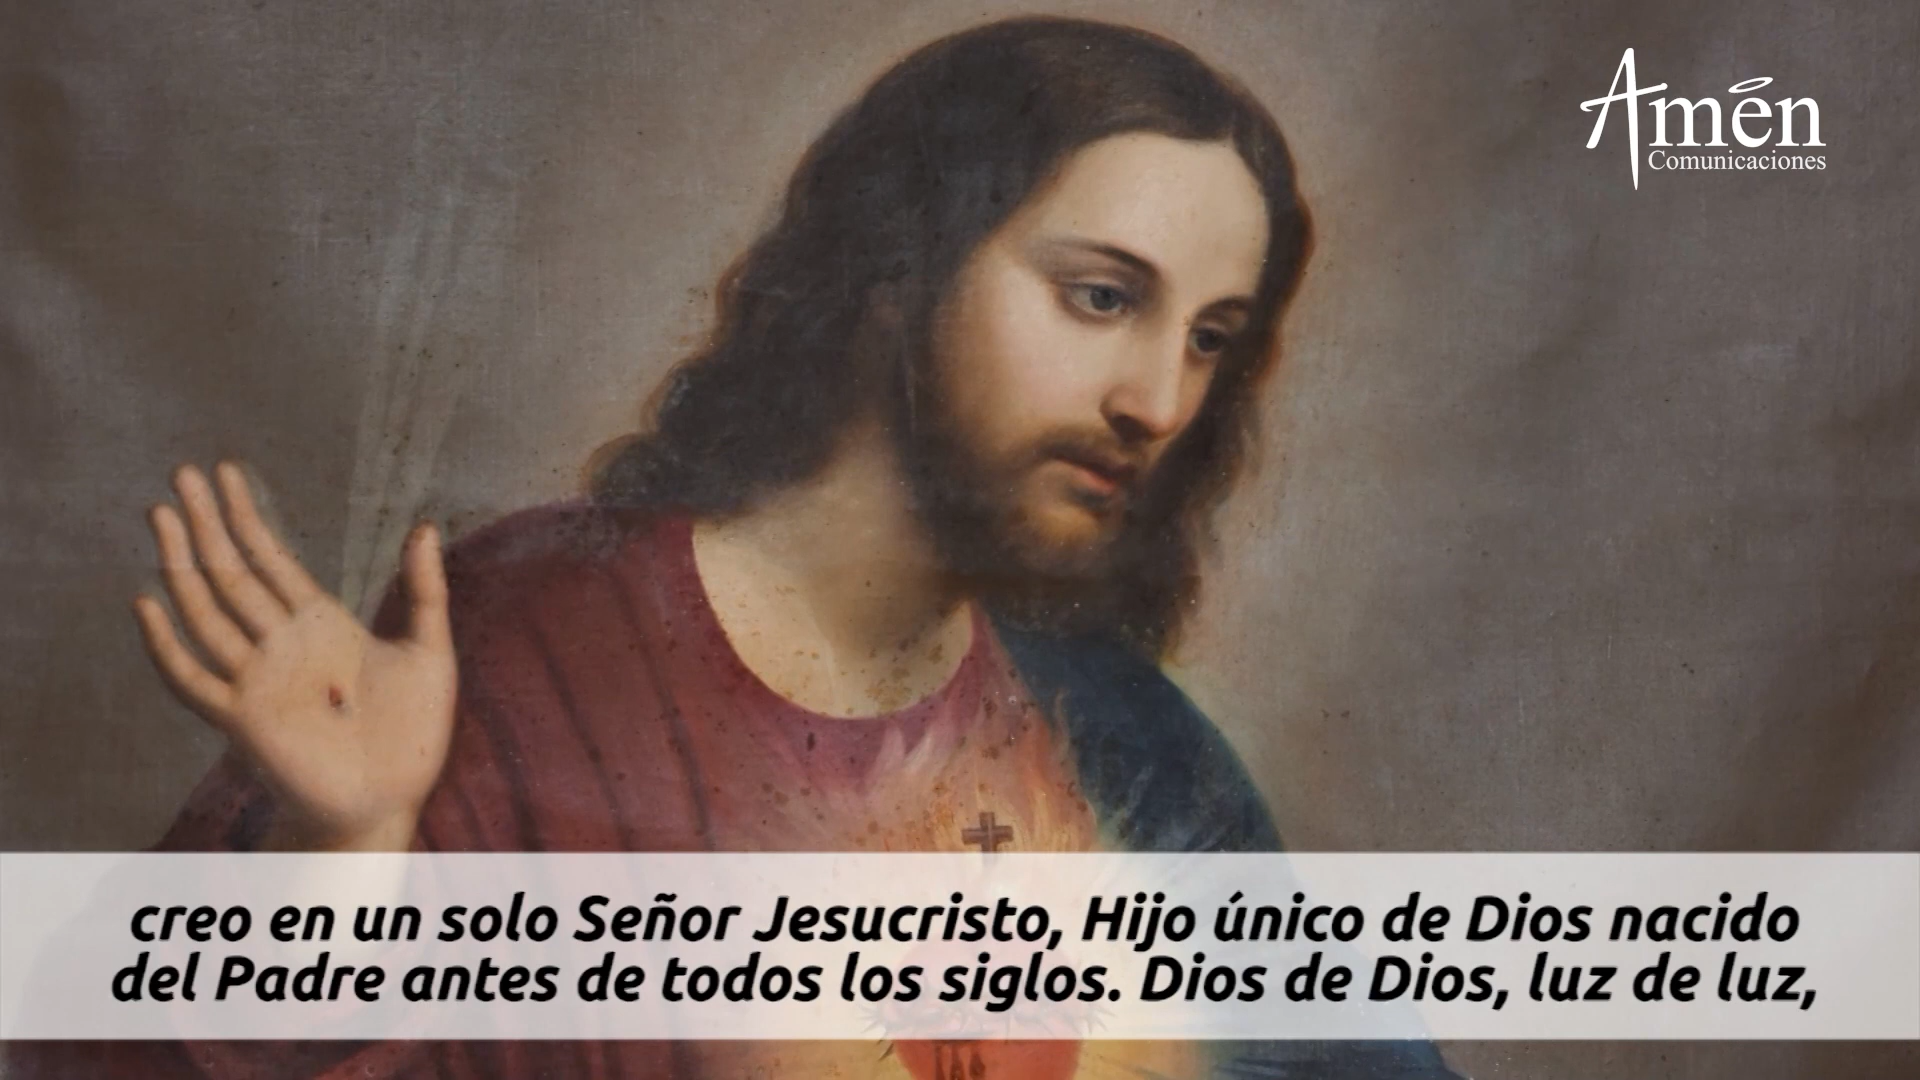 Amén
Comunicaciones
creo en un solo Señor Jesucristo, Hijo único de Dios nacido
del Padre antes de todos los siglos. Dios de Dios, luz de luz,